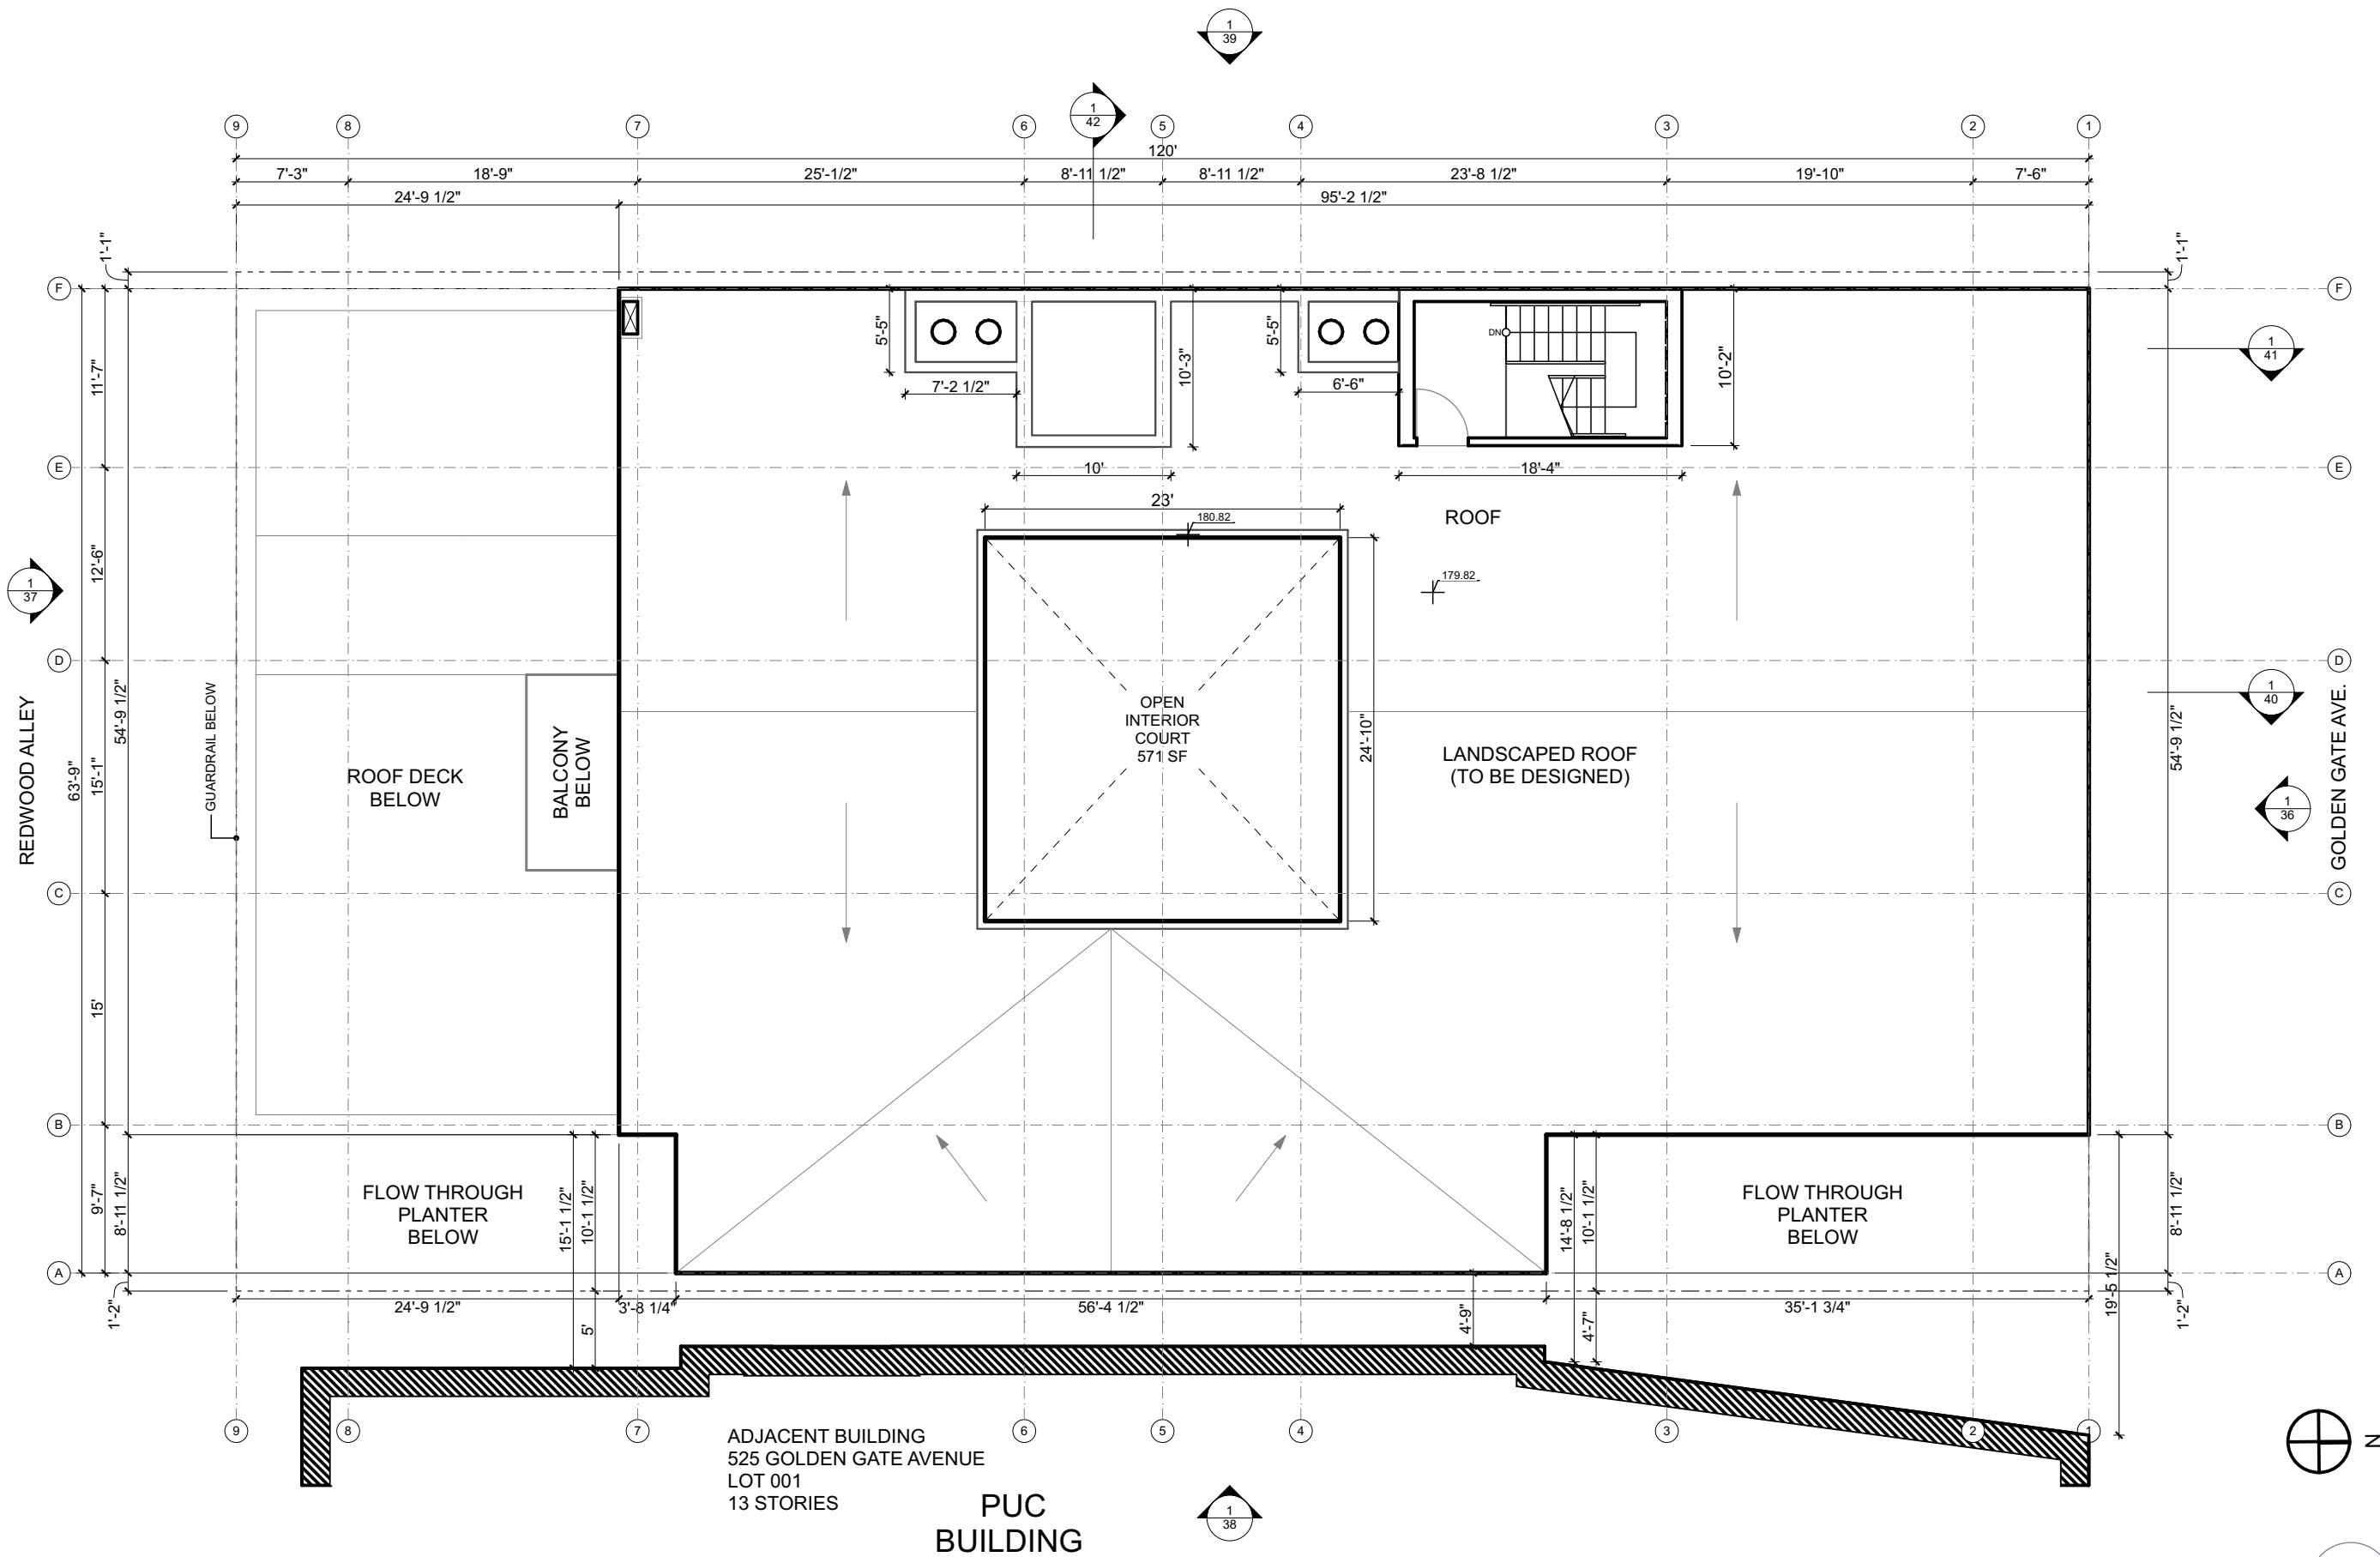 1
39
1
42
9 8 7 6 5 4 3 2 1
120'
7'-3" 18'-9" 25'-1/2" 8'-11 1/2" 8'-11 1/2" 23'-8 1/2" 19'-10" 7'-6"
24'-9 1/2" 95'-2 1/2"
1'-1" 1'-1"
F F
1
41
5'-5" 5'-5"
DN
10'-3" 10'-2"
11'-7"
7'-2 1/2" 6'-6"
E E
10' 18'-4"
23'
180.82
ROOF
12'-6"
179.82
1
37
D D
1
40
REDWOOD ALLEY
63'-9"
15'-1"
54'-9 1/2"
GUARDRAIL BELOW
ROOF DECK
BELOW
BALCONY
BELOW
OPEN
INTERIOR
COURT
571 SF
24'-10"
LANDSCAPED ROOF
(TO BE DESIGNED)
54'-9 1/2"
GOLDEN GATE AVE.
1
36
C C
15'
B B
9'-7"
8'-11 1/2"
FLOW THROUGH
PLANTER
BELOW
15'-1 1/2"
10'-1 1/2"
14'-8 1/2"
10'-1 1/2"
FLOW THROUGH
PLANTER
BELOW
8'-11 1/2"
19'-5 1/2"
A A
1'-2" 1'-2"
24'-9 1/2" 3'-8 1/4" 56'-4 1/2" 35'-1 3/4"
5' 4'-9" 4'-7"
9 8 7 6 5 4 3 2 1
ADJACENT BUILDING
525 GOLDEN GATE AVENUE
LOT 001
13 STORIES
PUC
BUILDING
1
38
N